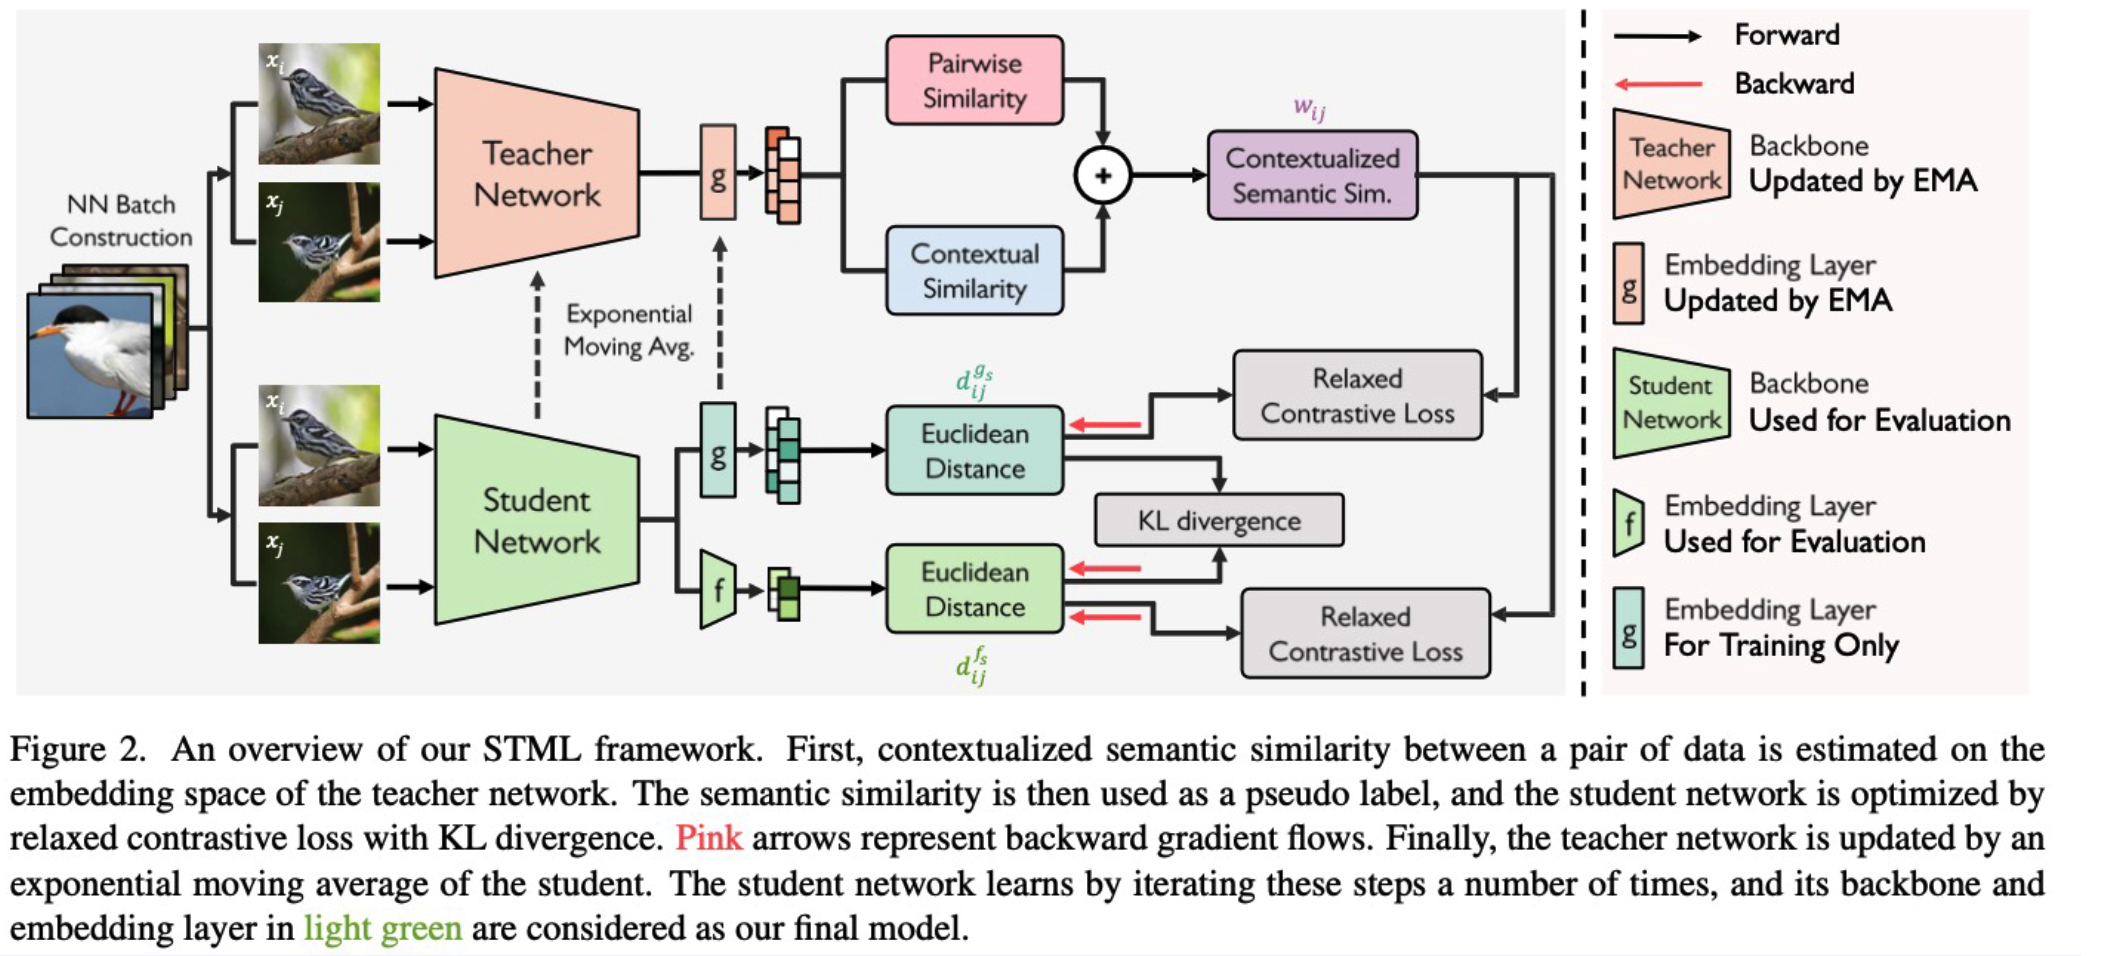 NN Batch
Construction
x_i
x_j
Teacher
Network
g
Pairwise
Similarity
Contextual
Similarity
+
w_ij
Contextualized
Semantic Sim.
Exponential
Moving Avg.
x_i
x_j
Student
Network
g
f
d_ij^{g_s}
Euclidean
Distance
Euclidean
Distance
d_ij^{f_s}
Relaxed
Contrastive Loss
KL divergence
Relaxed
Contrastive Loss
Forward
Backward
Teacher
Network
Backbone
Updated by EMA
g
Embedding Layer
Updated by EMA
Student
Network
Backbone
Used for Evaluation
f
Embedding Layer
Used for Evaluation
g
Embedding Layer
For Training Only
Figure 2. An overview of our STML framework. First, contextualized semantic similarity between a pair of data is estimated on the
embedding space of the teacher network. The semantic similarity is then used as a pseudo label, and the student network is optimized by
relaxed contrastive loss with KL divergence. Pink arrows represent backward gradient flows. Finally, the teacher network is updated by an
exponential moving average of the student. The student network learns by iterating these steps a number of times, and its backbone and
embedding layer in light green are considered as our final model.